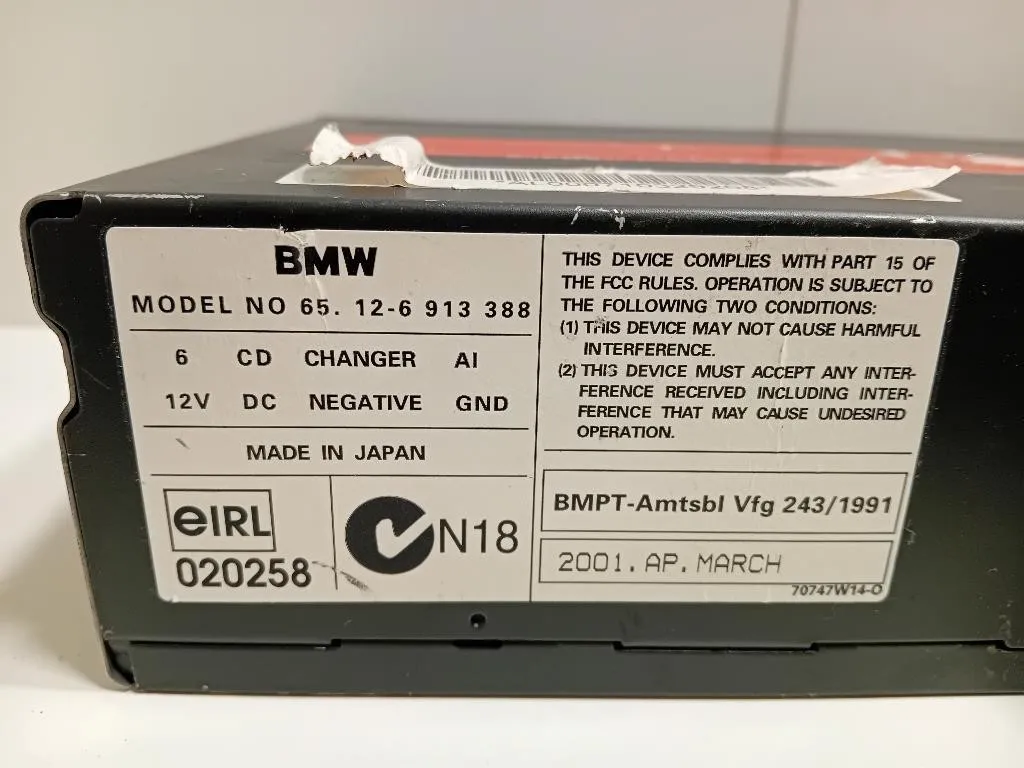 BMW
MODEL NO 65. 12-6 913 388
6 CD CHANGER AI
12V DC NEGATIVE GND
MADE IN JAPAN
eIRL
020258
N18
THIS DEVICE COMPLIES WITH PART 15 OF
THE FCC RULES. OPERATION IS SUBJECT TO
THE FOLLOWING TWO CONDITIONS:
(1) THIS DEVICE MAY NOT CAUSE HARMFUL
INTERFERENCE.
(2) THIS DEVICE MUST ACCEPT ANY INTER-
FERENCE RECEIVED INCLUDING INTER-
FERENCE THAT MAY CAUSE UNDESIRED
OPERATION.
BMPT-Amtsbl Vfg 243/1991
2001. AP. MARCH
70747W14-O